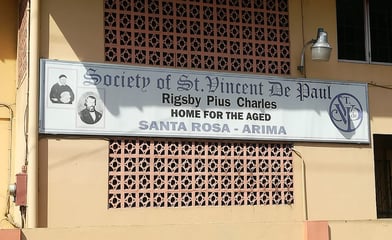 Society of St. Vincent De Paul
Rigsby Pius Charles
HOME FOR THE AGED
SANTA ROSA - ARIMA